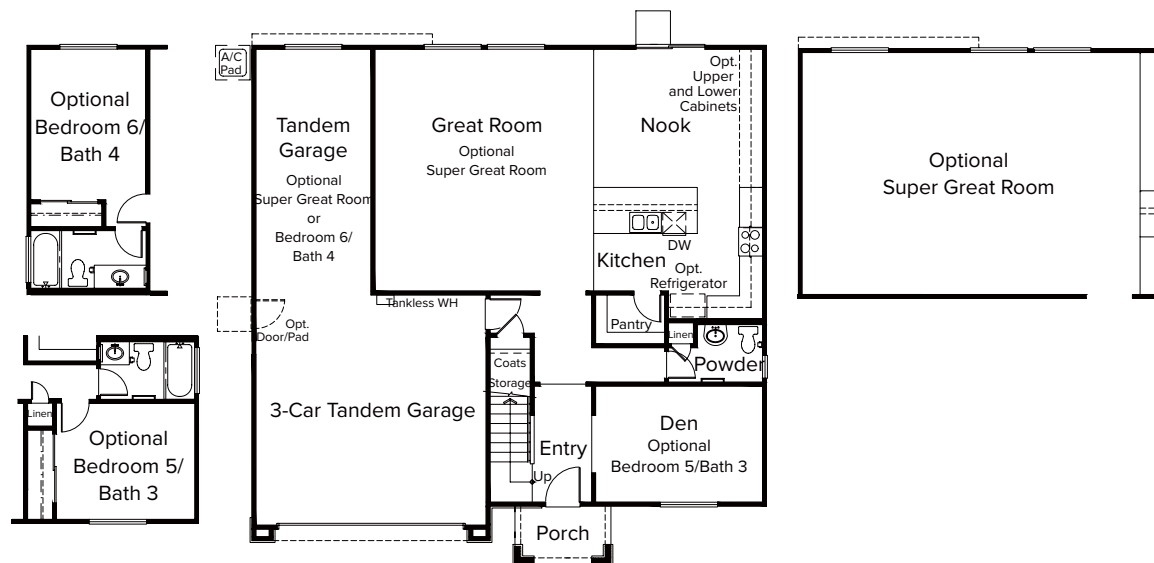 Optional
Bedroom 6/
Bath 4
Linen
Optional
Bedroom 5/
Bath 3
A/C
Pad
Tandem
Garage
Optional
Super Great Room
or
Bedroom 6/
Bath 4
Great Room
Optional
Super Great Room
Opt.
Upper
and Lower
Cabinets
Nook
DW
Kitchen
Opt.
Refrigerator
Tankless WH
Opt.
Door/Pad
Pantry
Linen
Powder
Coats
Storage
3-Car Tandem Garage
Entry
Up
Den
Optional
Bedroom 5/Bath 3
Porch
Optional
Super Great Room